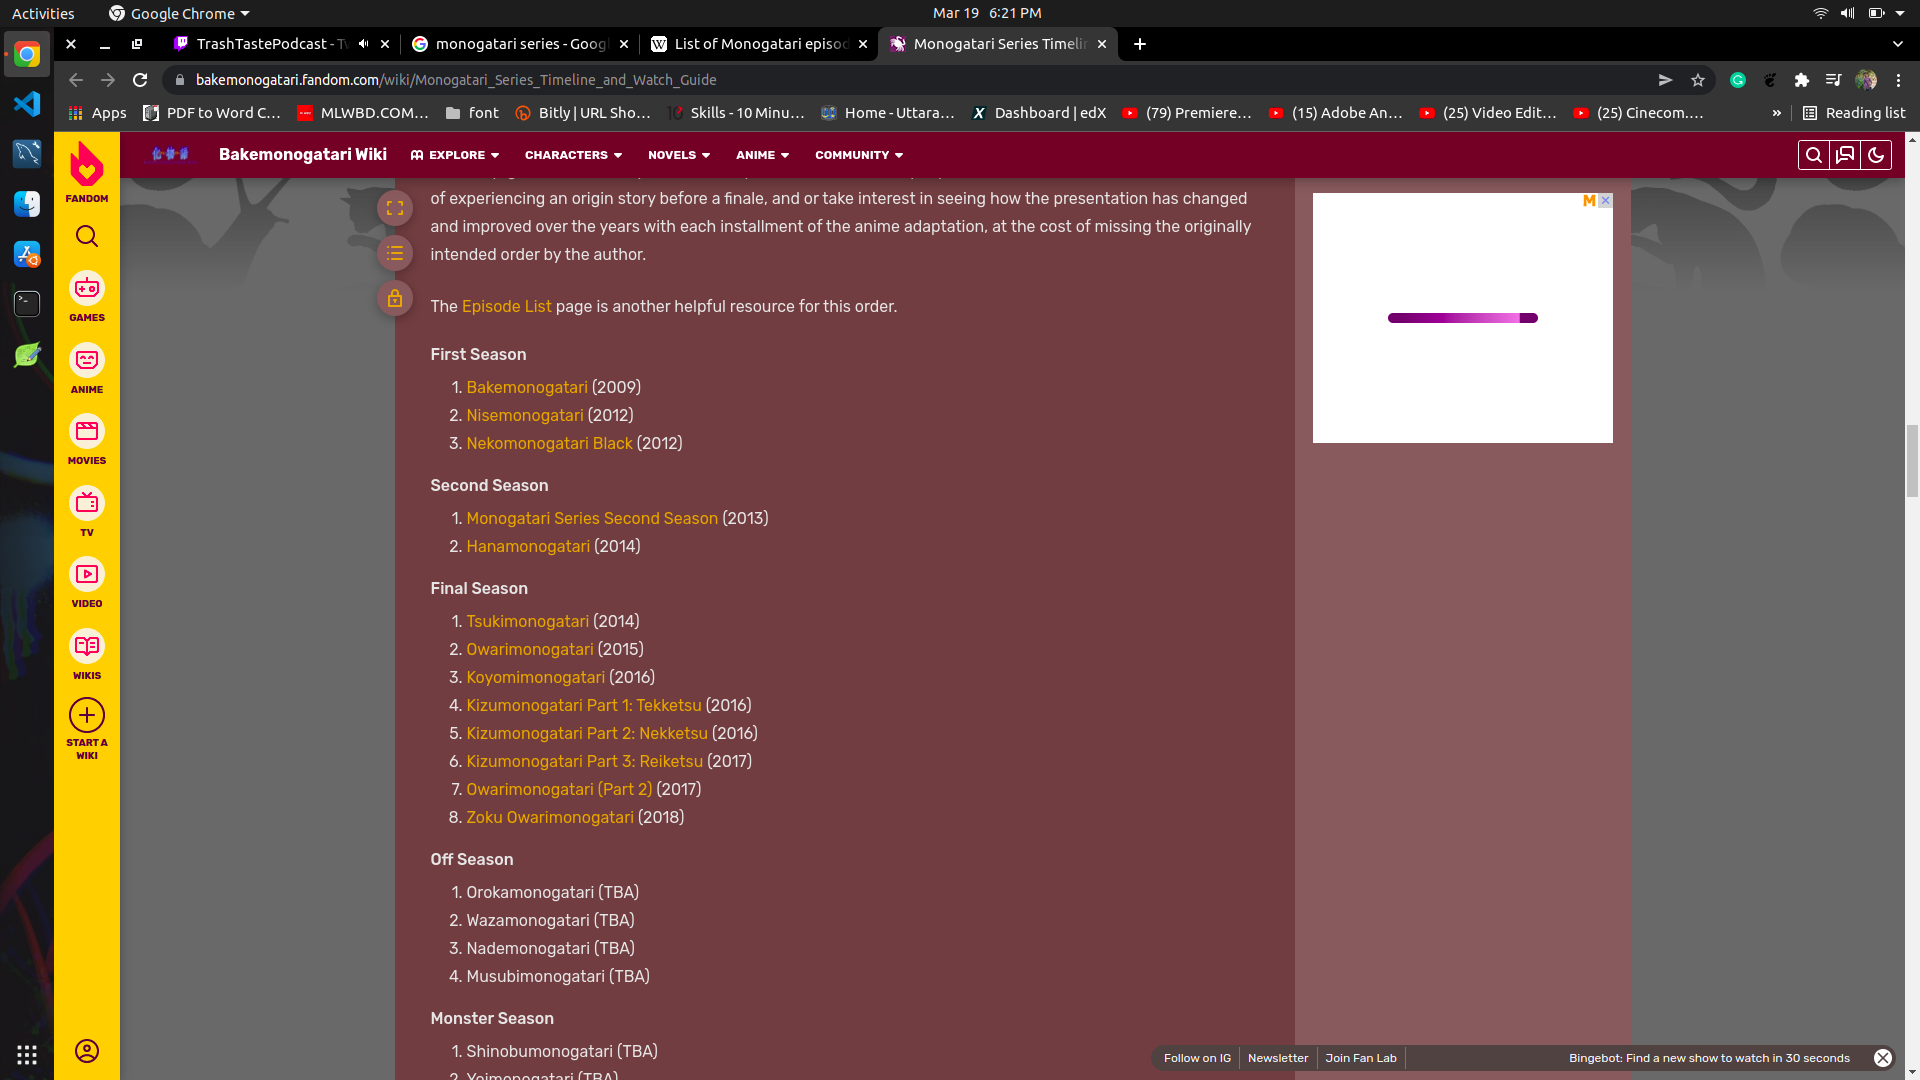 Activities
Google Chrome
Mar 19 6:21 PM
TrashTastePodcast - Tw
monogatari series - Googl
List of Monogatari episod
Monogatari Series Timelin
bakemonogatari.fandom.com/wiki/Monogatari_Series_Timeline_and_Watch_Guide
Apps
PDF to Word C...
MLWBD.COM...
font
Bitly | URL Sho...
Skills - 10 Minu...
Home - Uttara...
Dashboard | edX
(79) Premiere...
(15) Adobe An...
(25) Video Edit...
(25) Cinecom....
»
Reading list
FANDOM
GAMES
ANIME
MOVIES
TV
VIDEO
WIKIS
START A
WIKI
Bakemonogatari Wiki
EXPLORE
CHARACTERS
NOVELS
ANIME
COMMUNITY
of experiencing an origin story before a finale, and or take interest in seeing how the presentation has changed
and improved over the years with each installment of the anime adaptation, at the cost of missing the originally
intended order by the author.
The Episode List page is another helpful resource for this order.
First Season
1. Bakemonogatari (2009)
2. Nisemonogatari (2012)
3. Nekomonogatari Black (2012)
Second Season
1. Monogatari Series Second Season (2013)
2. Hanamonogatari (2014)
Final Season
1. Tsukimonogatari (2014)
2. Owarimonogatari (2015)
3. Koyomimonogatari (2016)
4. Kizumonogatari Part 1: Tekketsu (2016)
5. Kizumonogatari Part 2: Nekketsu (2016)
6. Kizumonogatari Part 3: Reiketsu (2017)
7. Owarimonogatari (Part 2) (2017)
8. Zoku Owarimonogatari (2018)
Off Season
1. Orokamonogatari (TBA)
2. Wazamonogatari (TBA)
3. Nademonogatari (TBA)
4. Musubimonogatari (TBA)
Monster Season
1. Shinobumonogatari (TBA)
2. Yoimonogatari (TBA)
Follow on IG
Newsletter
Join Fan Lab
Bingebot: Find a new show to watch in 30 seconds